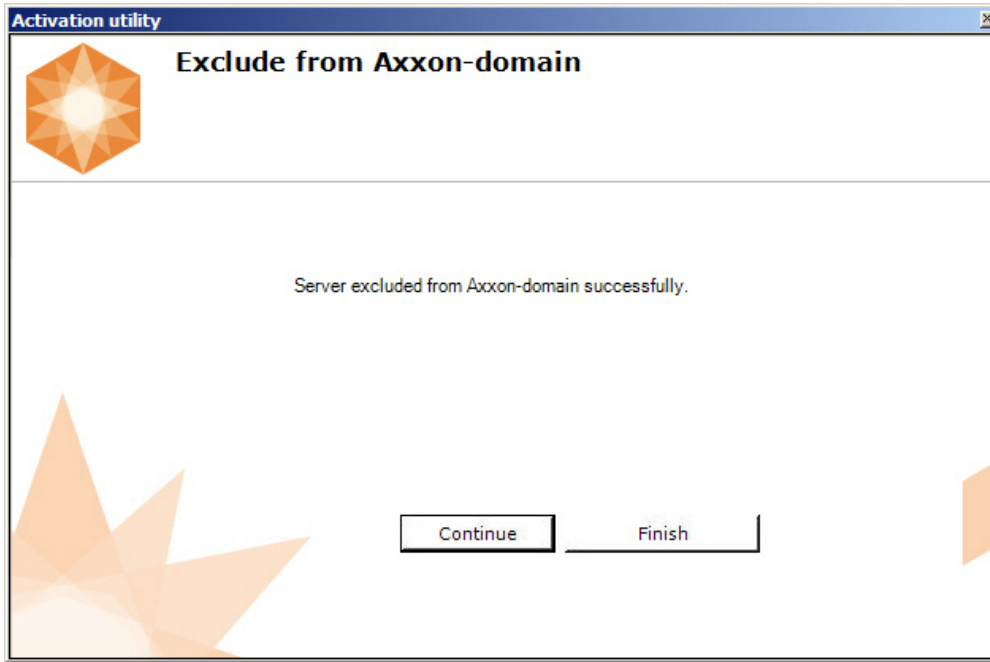 Activation utility
Exclude from Axxon-domain
Server excluded from Axxon-domain successfully.
Continue
Finish